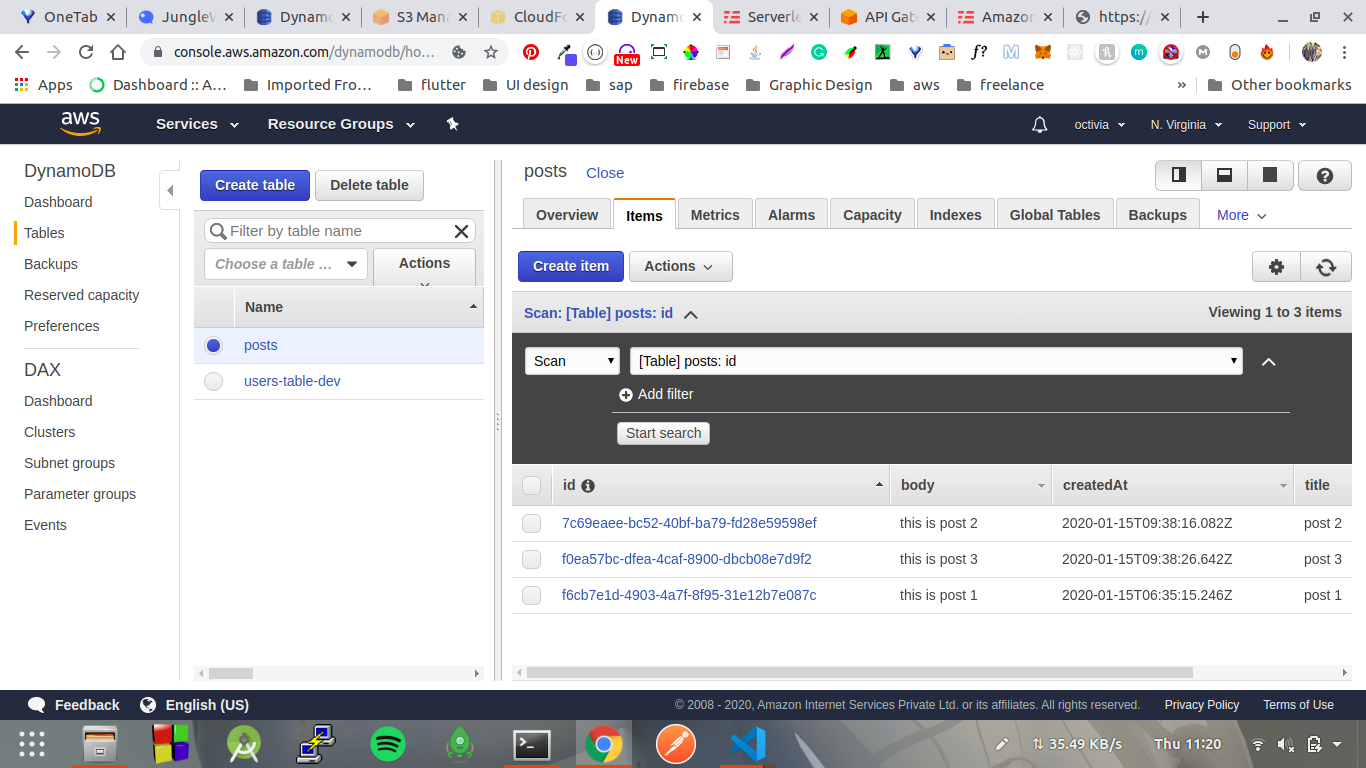 OneTab
JungleW
Dynamo
S3 Mana
CloudFo
Dynamo
Serverle
API Gat
Amazon
https://
console.aws.amazon.com/dynamodb/ho...
New
f?
Apps
Dashboard :: A...
Imported Fro...
flutter
UI design
sap
firebase
Graphic Design
aws
freelance
»
Other bookmarks
aws
Services
Resource Groups
octivia
N. Virginia
Support
DynamoDB
Dashboard
Tables
Backups
Reserved capacity
Preferences
DAX
Dashboard
Clusters
Subnet groups
Parameter groups
Events
Create table
Delete table
Filter by table name
Choose a table ...
Actions
Name
posts
users-table-dev
posts
Close
Overview
Items
Metrics
Alarms
Capacity
Indexes
Global Tables
Backups
More
Create item
Actions
Scan: [Table] posts: id
Viewing 1 to 3 items
Scan
[Table] posts: id
Add filter
Start search
id
body
createdAt
title
7c69eaee-bc52-40bf-ba79-fd28e59598ef
this is post 2
2020-01-15T09:38:16.082Z
post 2
f0ea57bc-dfea-4caf-8900-dbcb08e7d9f2
this is post 3
2020-01-15T09:38:26.642Z
post 3
f6cb7e1d-4903-4a7f-8f95-31e12b7e087c
this is post 1
2020-01-15T06:35:15.246Z
post 1
Feedback
English (US)
© 2008 - 2020, Amazon Internet Services Private Ltd. or its affiliates. All rights reserved.
Privacy Policy
Terms of Use
35.49 KB/s
Thu 11:20